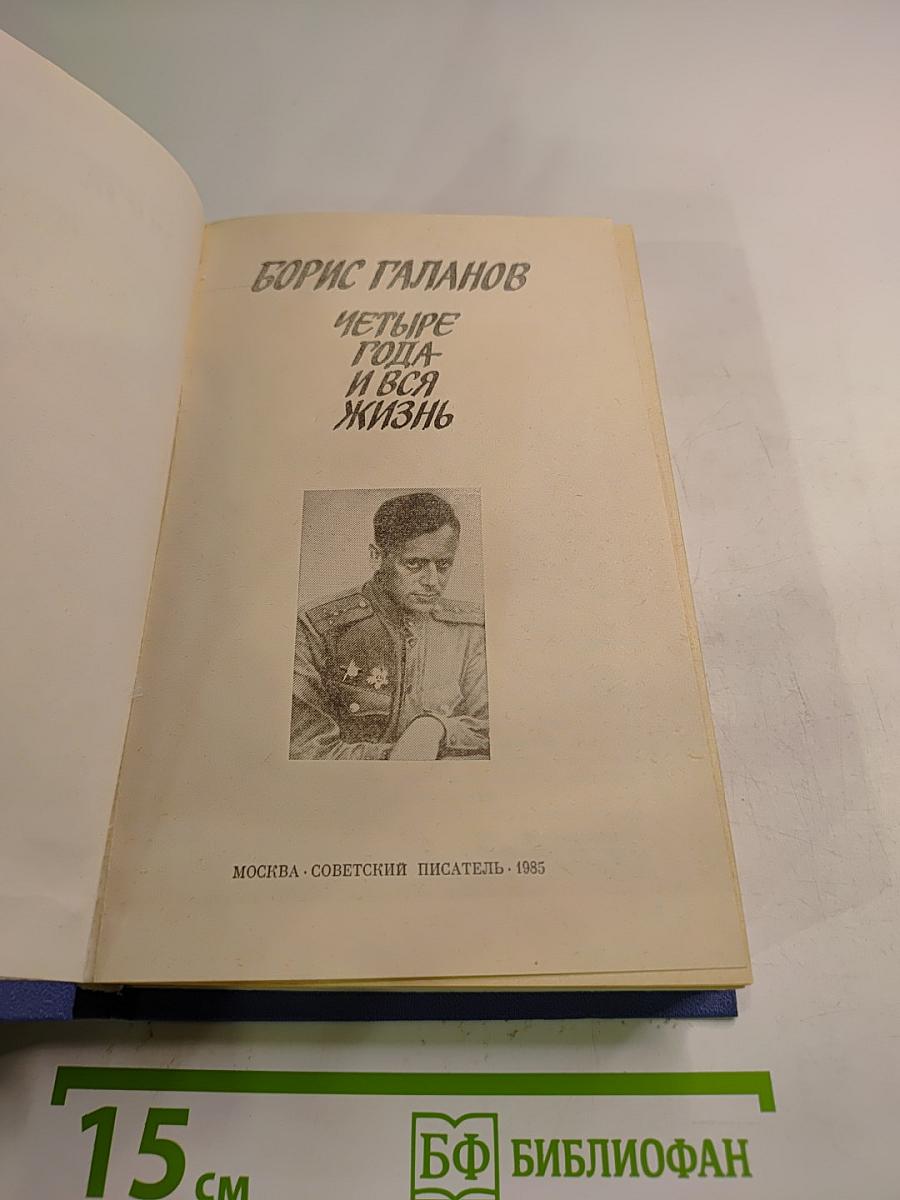 БОРИС ГАЛАНОВ
ЧЕТЫРЕ
ГОДА-
И ВСЯ
ЖИЗНЬ
МОСКВА · СОВЕТСКИЙ ПИСАТЕЛЬ · 1985
15 см
БФ БИБЛИОФАН